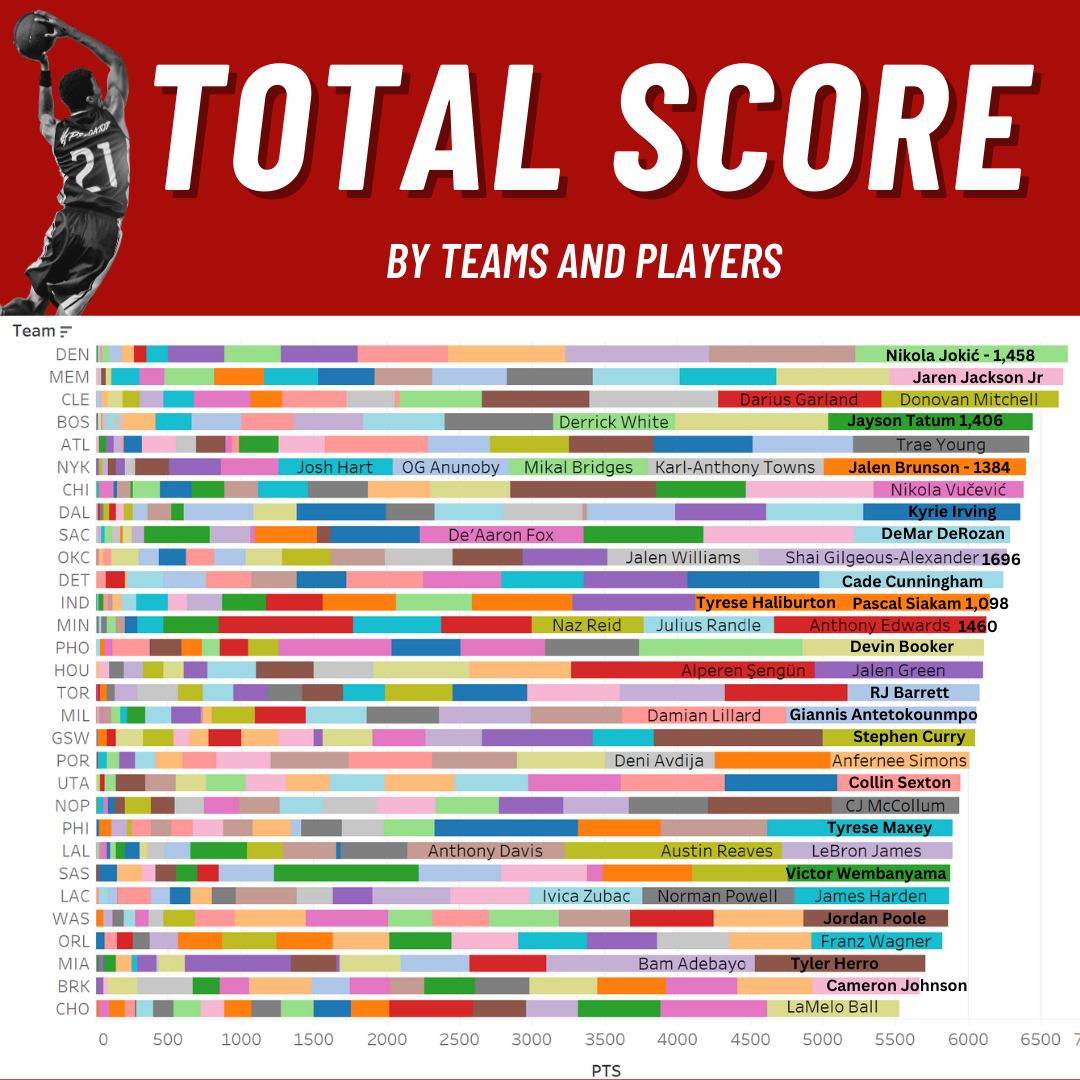 TOTAL SCORE
BY TEAMS AND PLAYERS
21
Team
DEN Nikola Jokić - 1,458
MEM Jaren Jackson Jr
CLE Darius Garland Donovan Mitchell
BOS Derrick White Jayson Tatum 1,406
ATL Trae Young
NYK Josh Hart OG Anunoby Mikal Bridges Karl-Anthony Towns Jalen Brunson - 1384
CHI Nikola Vučević
DAL Kyrie Irving
SAC De'Aaron Fox DeMar DeRozan
OKC Jalen Williams Shai Gilgeous-Alexander 1696
DET Cade Cunningham
IND Tyrese Haliburton Pascal Siakam 1,098
MIN Naz Reid Julius Randle Anthony Edwards 1460
PHO Devin Booker
HOU Alperen Şengün Jalen Green
TOR RJ Barrett
MIL Damian Lillard Giannis Antetokounmpo
GSW Stephen Curry
POR Deni Avdija Anfernee Simons
UTA Collin Sexton
NOP CJ McCollum
PHI Tyrese Maxey
LAL Anthony Davis Austin Reaves LeBron James
SAS Victor Wembanyama
LAC Ivica Zubac Norman Powell James Harden
WAS Jordan Poole
ORL Franz Wagner
MIA Bam Adebayo Tyler Herro
BRK Cameron Johnson
CHO LaMelo Ball
0 500 1000 1500 2000 2500 3000 3500 4000 4500 5000 5500 6000 6500 7
PTS